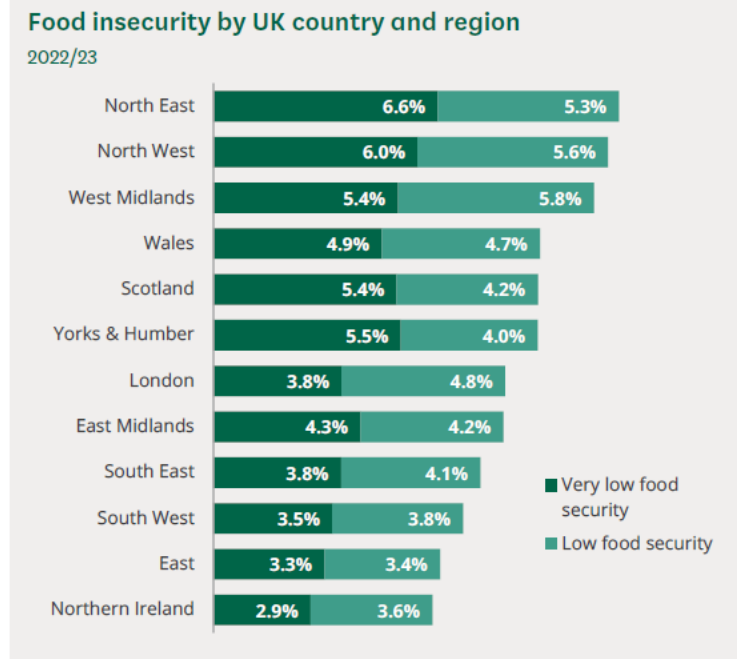 Food insecurity by UK country and region
2022/23
North East 6.6% 5.3%
North West 6.0% 5.6%
West Midlands 5.4% 5.8%
Wales 4.9% 4.7%
Scotland 5.4% 4.2%
Yorks & Humber 5.5% 4.0%
London 3.8% 4.8%
East Midlands 4.3% 4.2%
South East 3.8% 4.1%
South West 3.5% 3.8%
East 3.3% 3.4%
Northern Ireland 2.9% 3.6%
Very low food
security
Low food security